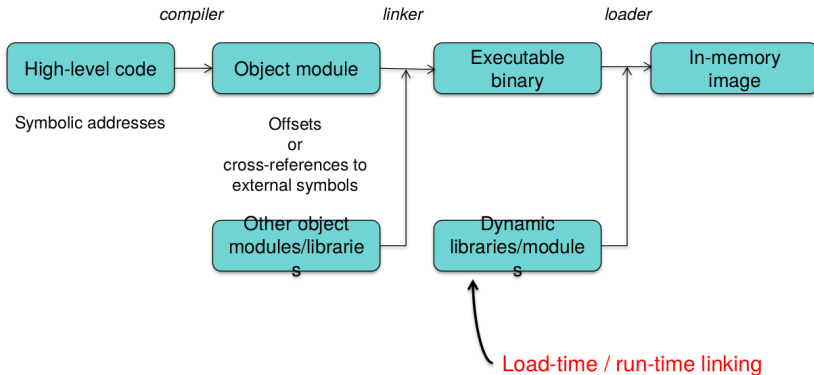 compiler
linker
loader
High-level code
Object module
Executable
binary
In-memory
image
Symbolic addresses
Offsets
or
cross-references to
external symbols
Other object
modules/librarie
s
Dynamic
libraries/module
s
Load-time / run-time linking